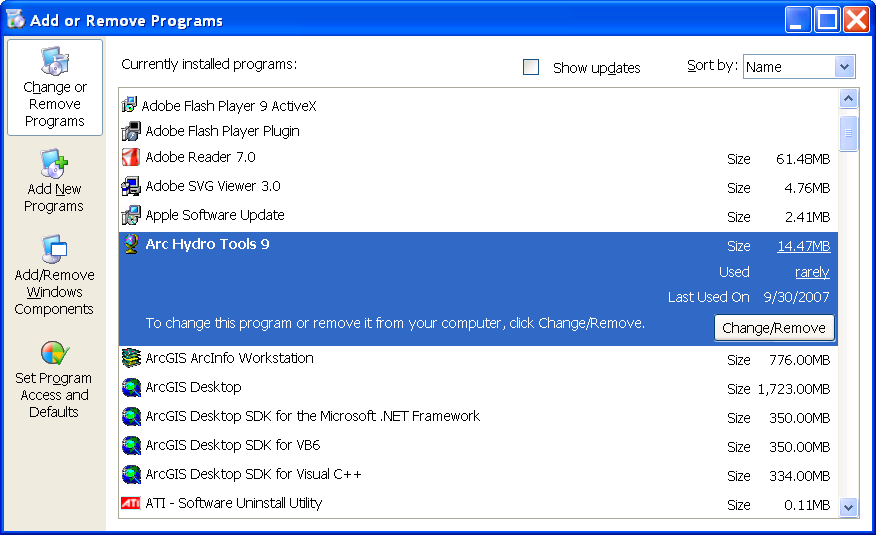 Add or Remove Programs
Change or
Remove
Programs
Add New
Programs
Add/Remove
Windows
Components
Set Program
Access and
Defaults
Currently installed programs:
Show updates
Sort by: Name
Adobe Flash Player 9 ActiveX
Adobe Flash Player Plugin
Adobe Reader 7.0 Size 61.48MB
Adobe SVG Viewer 3.0 Size 4.76MB
Apple Software Update Size 2.41MB
Arc Hydro Tools 9 Size 14.47MB
Used rarely
Last Used On 9/30/2007
To change this program or remove it from your computer, click Change/Remove. Change/Remove
ArcGIS ArcInfo Workstation Size 776.00MB
ArcGIS Desktop Size 1,723.00MB
ArcGIS Desktop SDK for the Microsoft .NET Framework Size 350.00MB
ArcGIS Desktop SDK for VB6 Size 350.00MB
ArcGIS Desktop SDK for Visual C++ Size 334.00MB
ATI ATI - Software Uninstall Utility Size 0.11MB